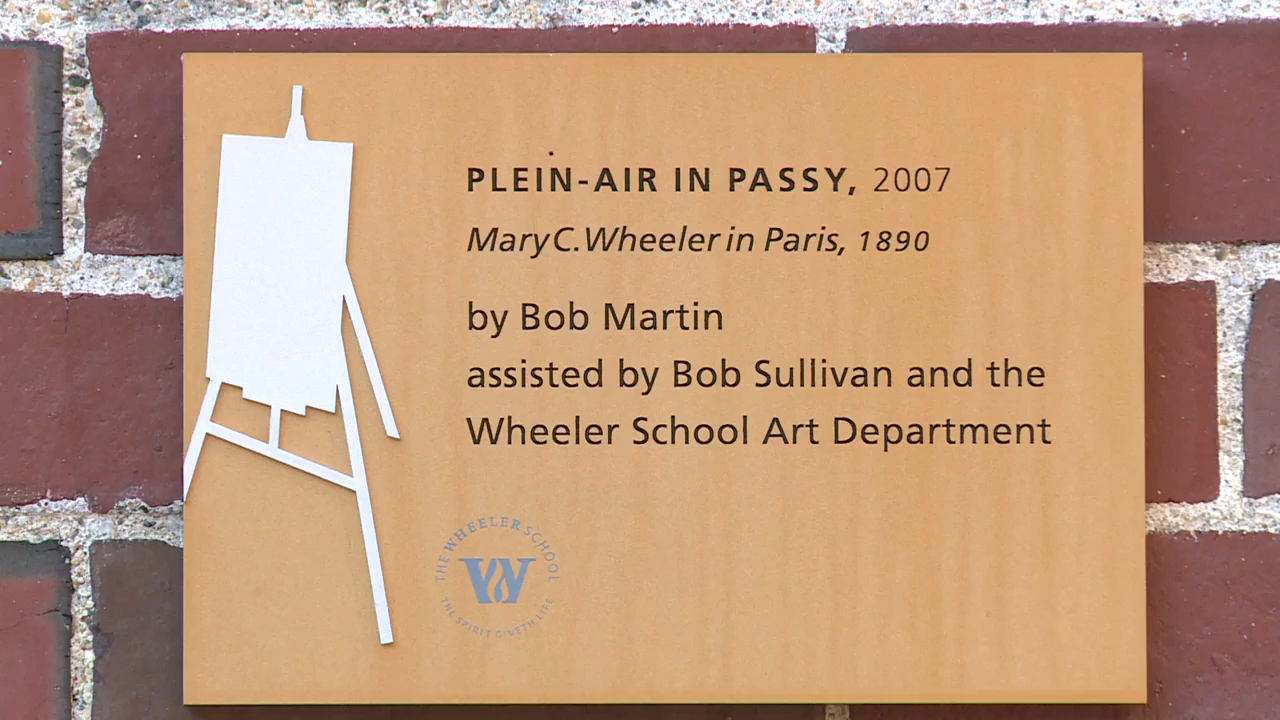 PLEIN-AIR IN PASSY, 2007
Mary C. Wheeler in Paris, 1890
by Bob Martin
assisted by Bob Sullivan and the
Wheeler School Art Department
THE WHEELER SCHOOL
W
THE SPIRIT GIVETH LIFE